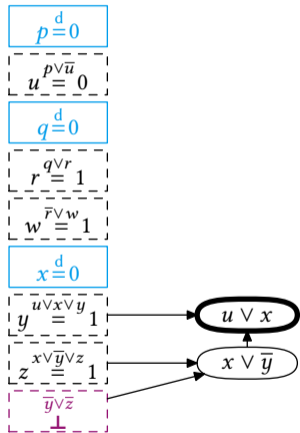 p d= 0
u p∨u̅= 0
q d= 0
r q∨r= 1
w r̅∨w= 1
x d= 0
y u∨x∨y= 1 u ∨ x
z x∨y̅∨z= 1 x ∨ y̅
y̅∨z̅
⊥